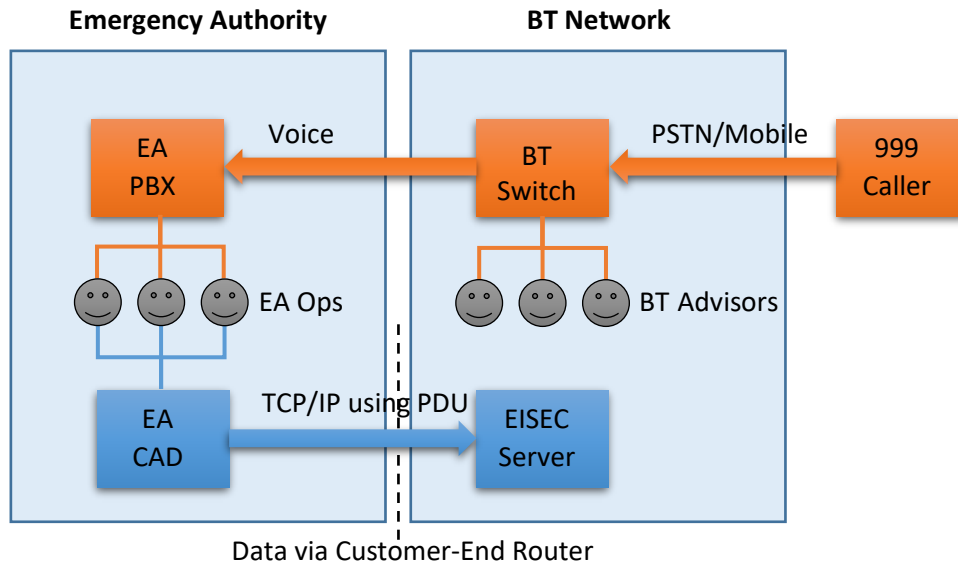 Emergency Authority
BT Network
Voice
PSTN/Mobile
EA
PBX
BT
Switch
999
Caller
EA Ops
BT Advisors
TCP/IP using PDU
EA
CAD
EISEC
Server
Data via Customer-End Router